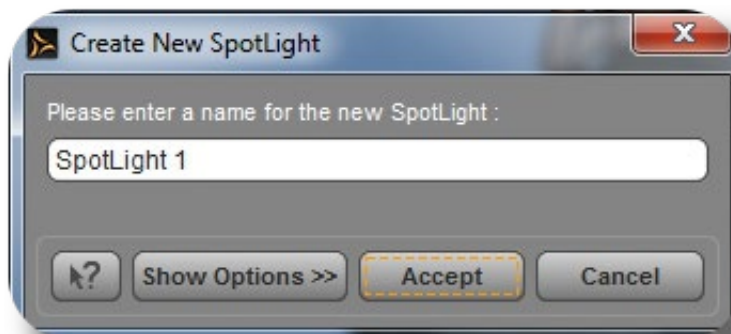 Create New SpotLight
Please enter a name for the new SpotLight :
SpotLight 1
Show Options >> Accept Cancel